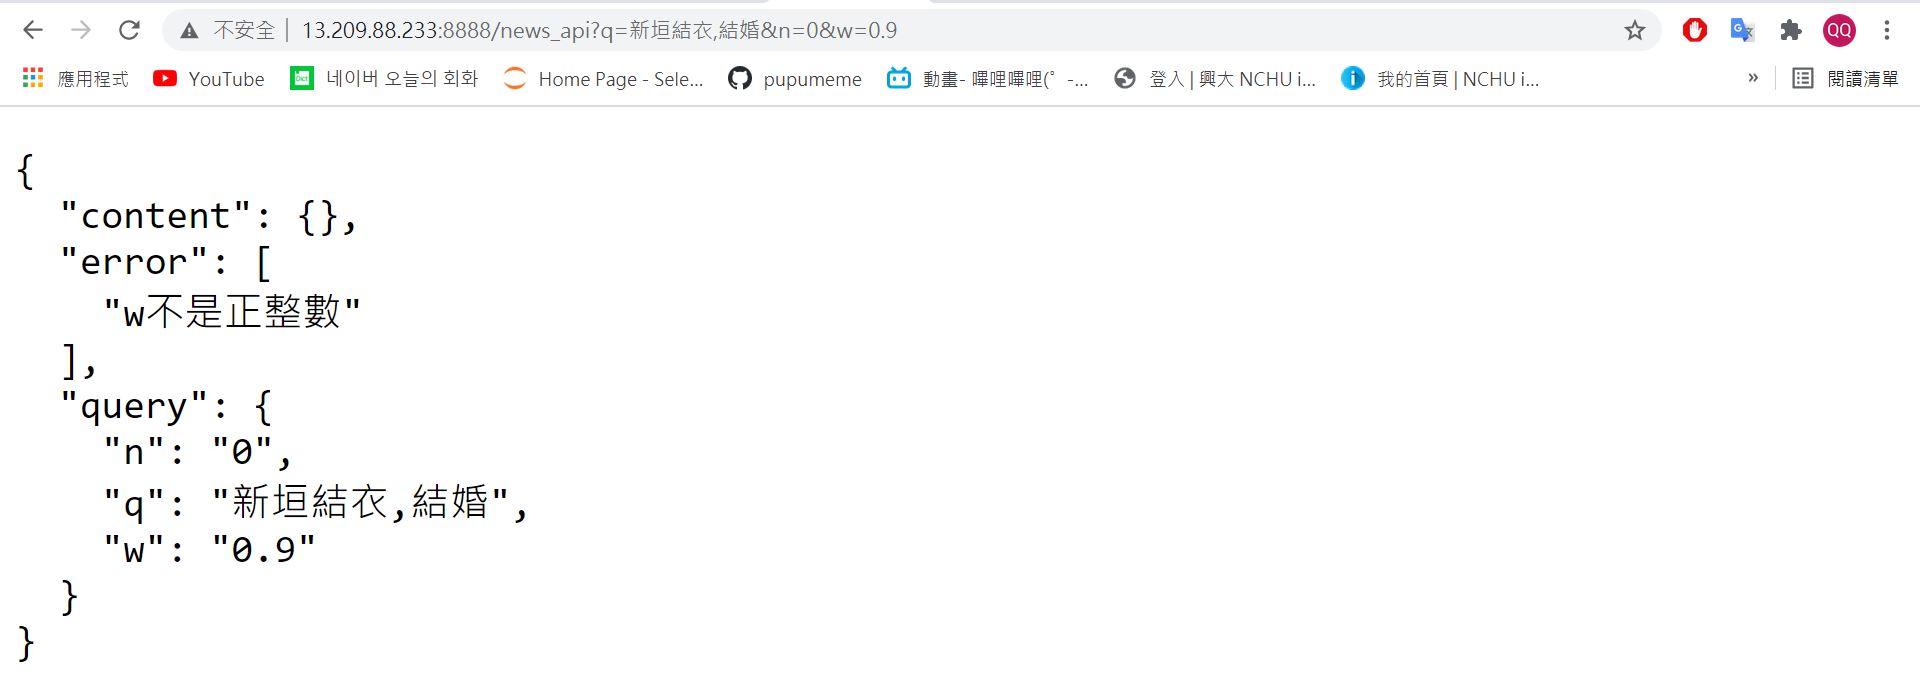 不安全 | 13.209.88.233:8888/news_api?q=新垣結衣,結婚&n=0&w=0.9 QQ
應用程式 YouTube Dict 네이버 오늘의 회화 Home Page - Sele... pupumeme 動畫- 嗶哩嗶哩(゜-... 登入 | 興大 NCHU i... 我的首頁 | NCHU i... » 閱讀清單
{
"content": {},
"error": [
"w不是正整數"
],
"query": {
"n": "0",
"q": "新垣結衣,結婚",
"w": "0.9"
}
}